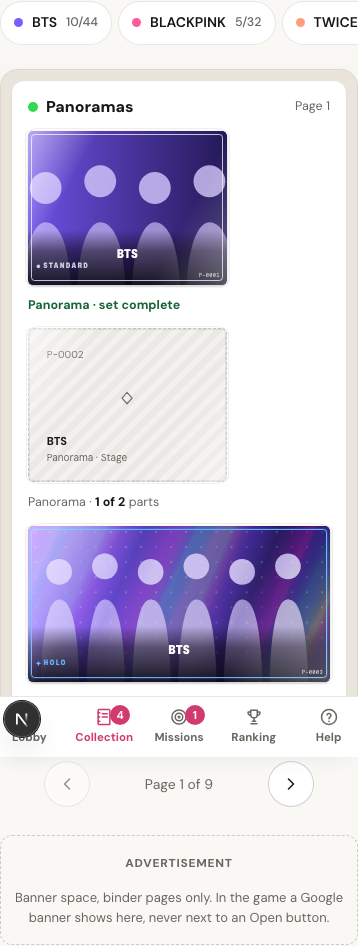 BTS 10/44 BLACKPINK 5/32 TWICE
Panoramas Page 1
BTS
STANDARD
P-0001
Panorama · set complete
P-0002
BTS
Panorama · Stage
Panorama · 1 of 2 parts
BTS
HOLO
P-0003
N
4 1
Lobby Collection Missions Ranking Help
Page 1 of 9
ADVERTISEMENT
Banner space, binder pages only. In the game a Google
banner shows here, never next to an Open button.